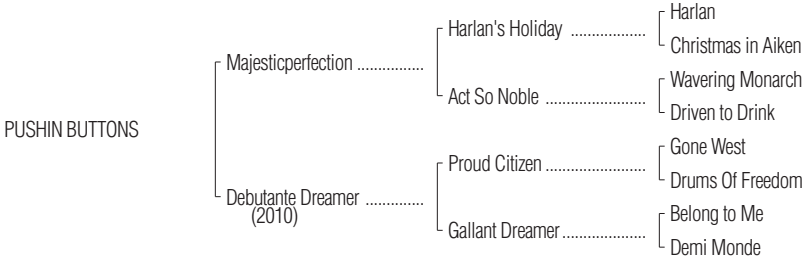 Harlan
Harlan's Holiday ....................
Christmas in Aiken
Majesticperfection ................
Wavering Monarch
Act So Noble ...........................
Driven to Drink
PUSHIN BUTTONS
Gone West
Proud Citizen ...........................
Drums Of Freedom
Debutante Dreamer ..............
(2010)
Belong to Me
Gallant Dreamer ......................
Demi Monde